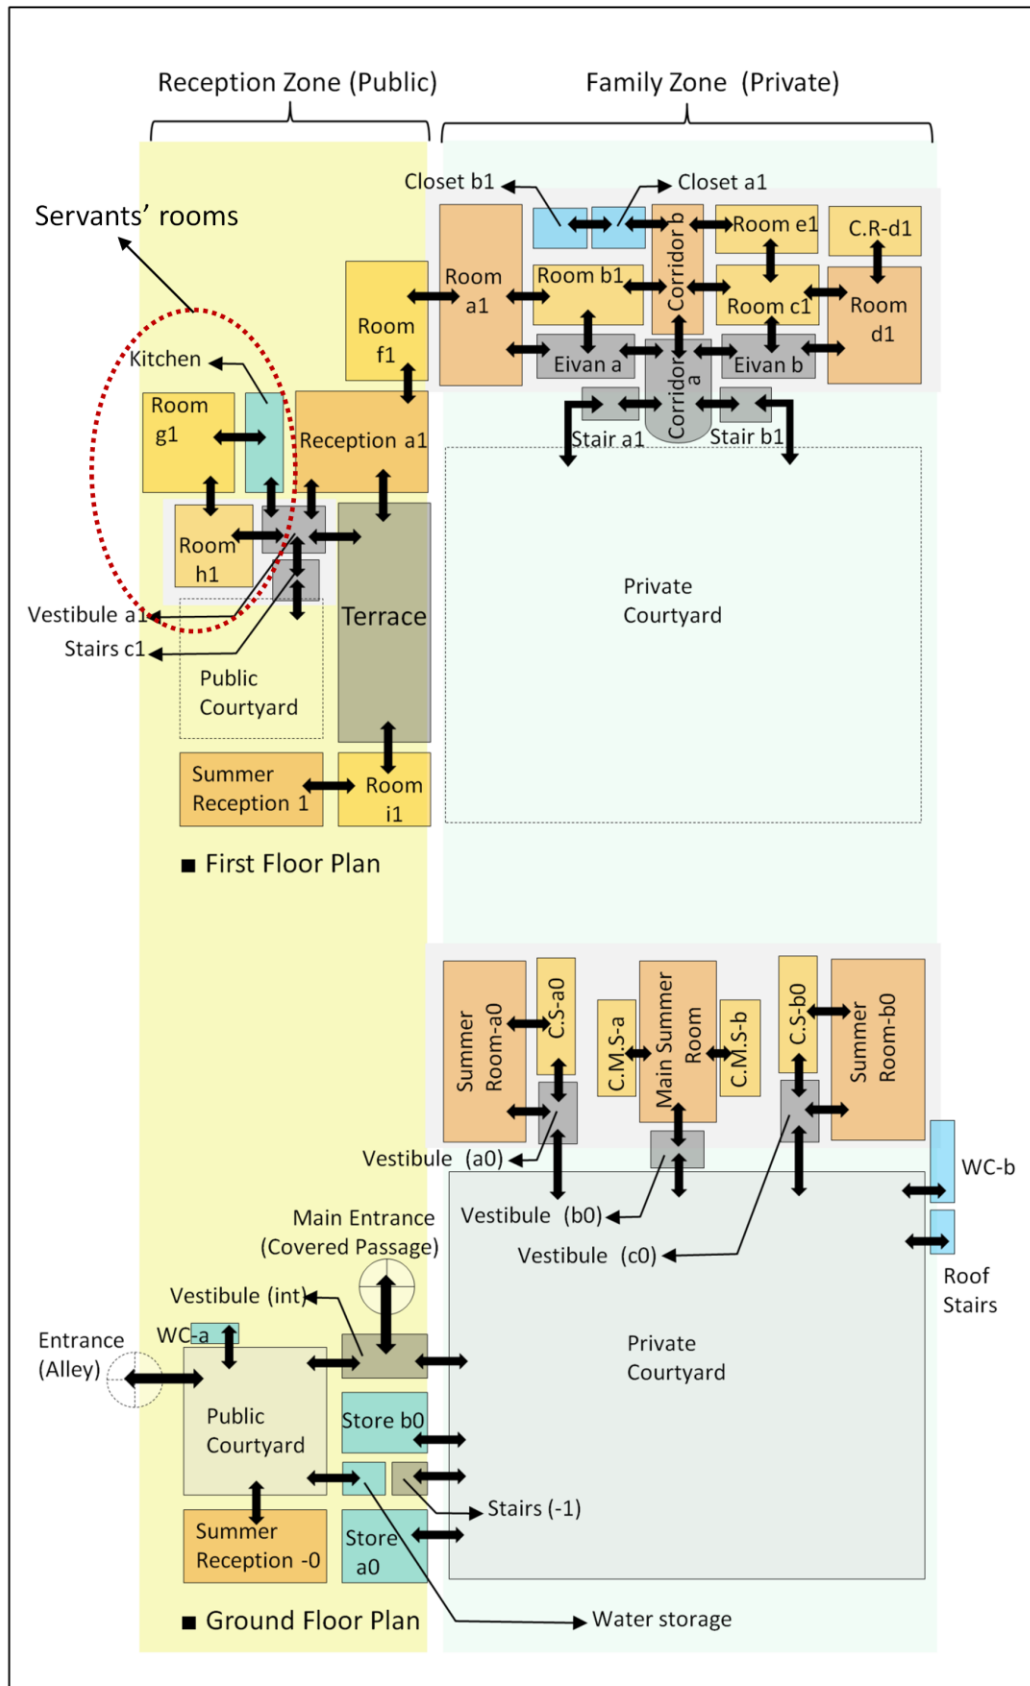 Reception Zone (Public)
Family Zone  (Private)
Closet b1
Closet a1
Servants' rooms
Room
a1
Room b1
Corridor b
Room e1
C.R-d1
Room c1
Room
d1
Room
f1
Eivan a
Corridor
a
Eivan b
Kitchen
Room
g1
Reception a1
Stair a1
Stair b1
Room
h1
Vestibule a1
Stairs c1
Terrace
Public
Courtyard
Private
Courtyard
Summer
Reception 1
Room
i1
■ First Floor Plan
Summer
Room-a0
C.S-a0
C.M.S-a
Main Summer
Room
C.M.S-b
C.S-b0
Summer
Room-b0
Vestibule  (a0)
WC-b
Vestibule  (b0)
Vestibule  (c0)
Main Entrance
(Covered Passage)
Roof
Stairs
Vestibule (int)
WC-a
Entrance
(Alley)
Private
Courtyard
Public
Courtyard
Store b0
Stairs (-1)
Summer
Reception -0
Store
a0
■ Ground Floor Plan
Water storage